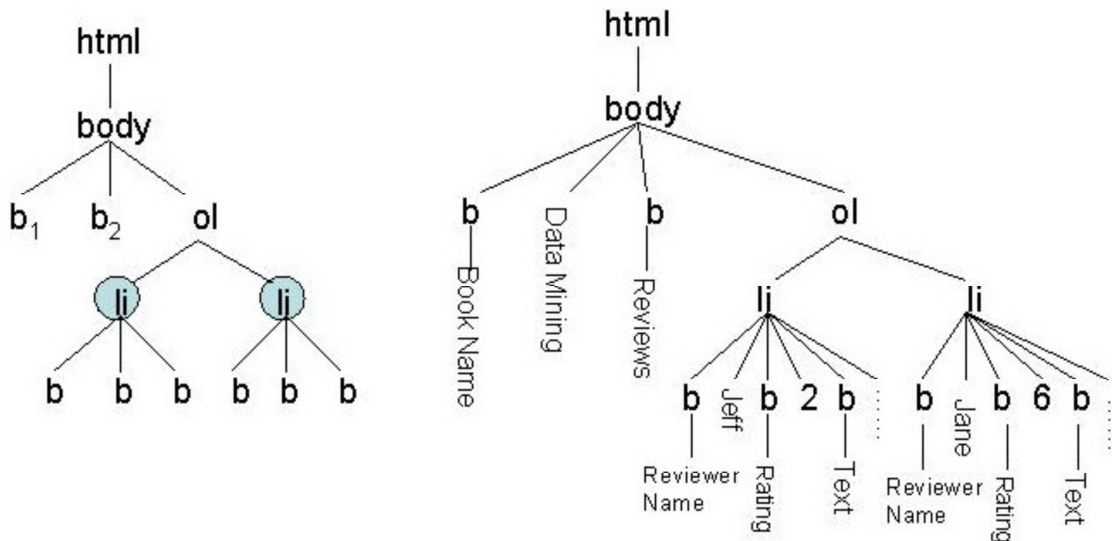 html
body
b1 b2 ol
li li
b b b b b b
html
body
b Data Mining b ol
Book Name Reviews
li li
b Jeff b 2 b ...... b Jane b 6 b ......
Reviewer
Name
Rating
Text
Reviewer
Name
Rating
Text